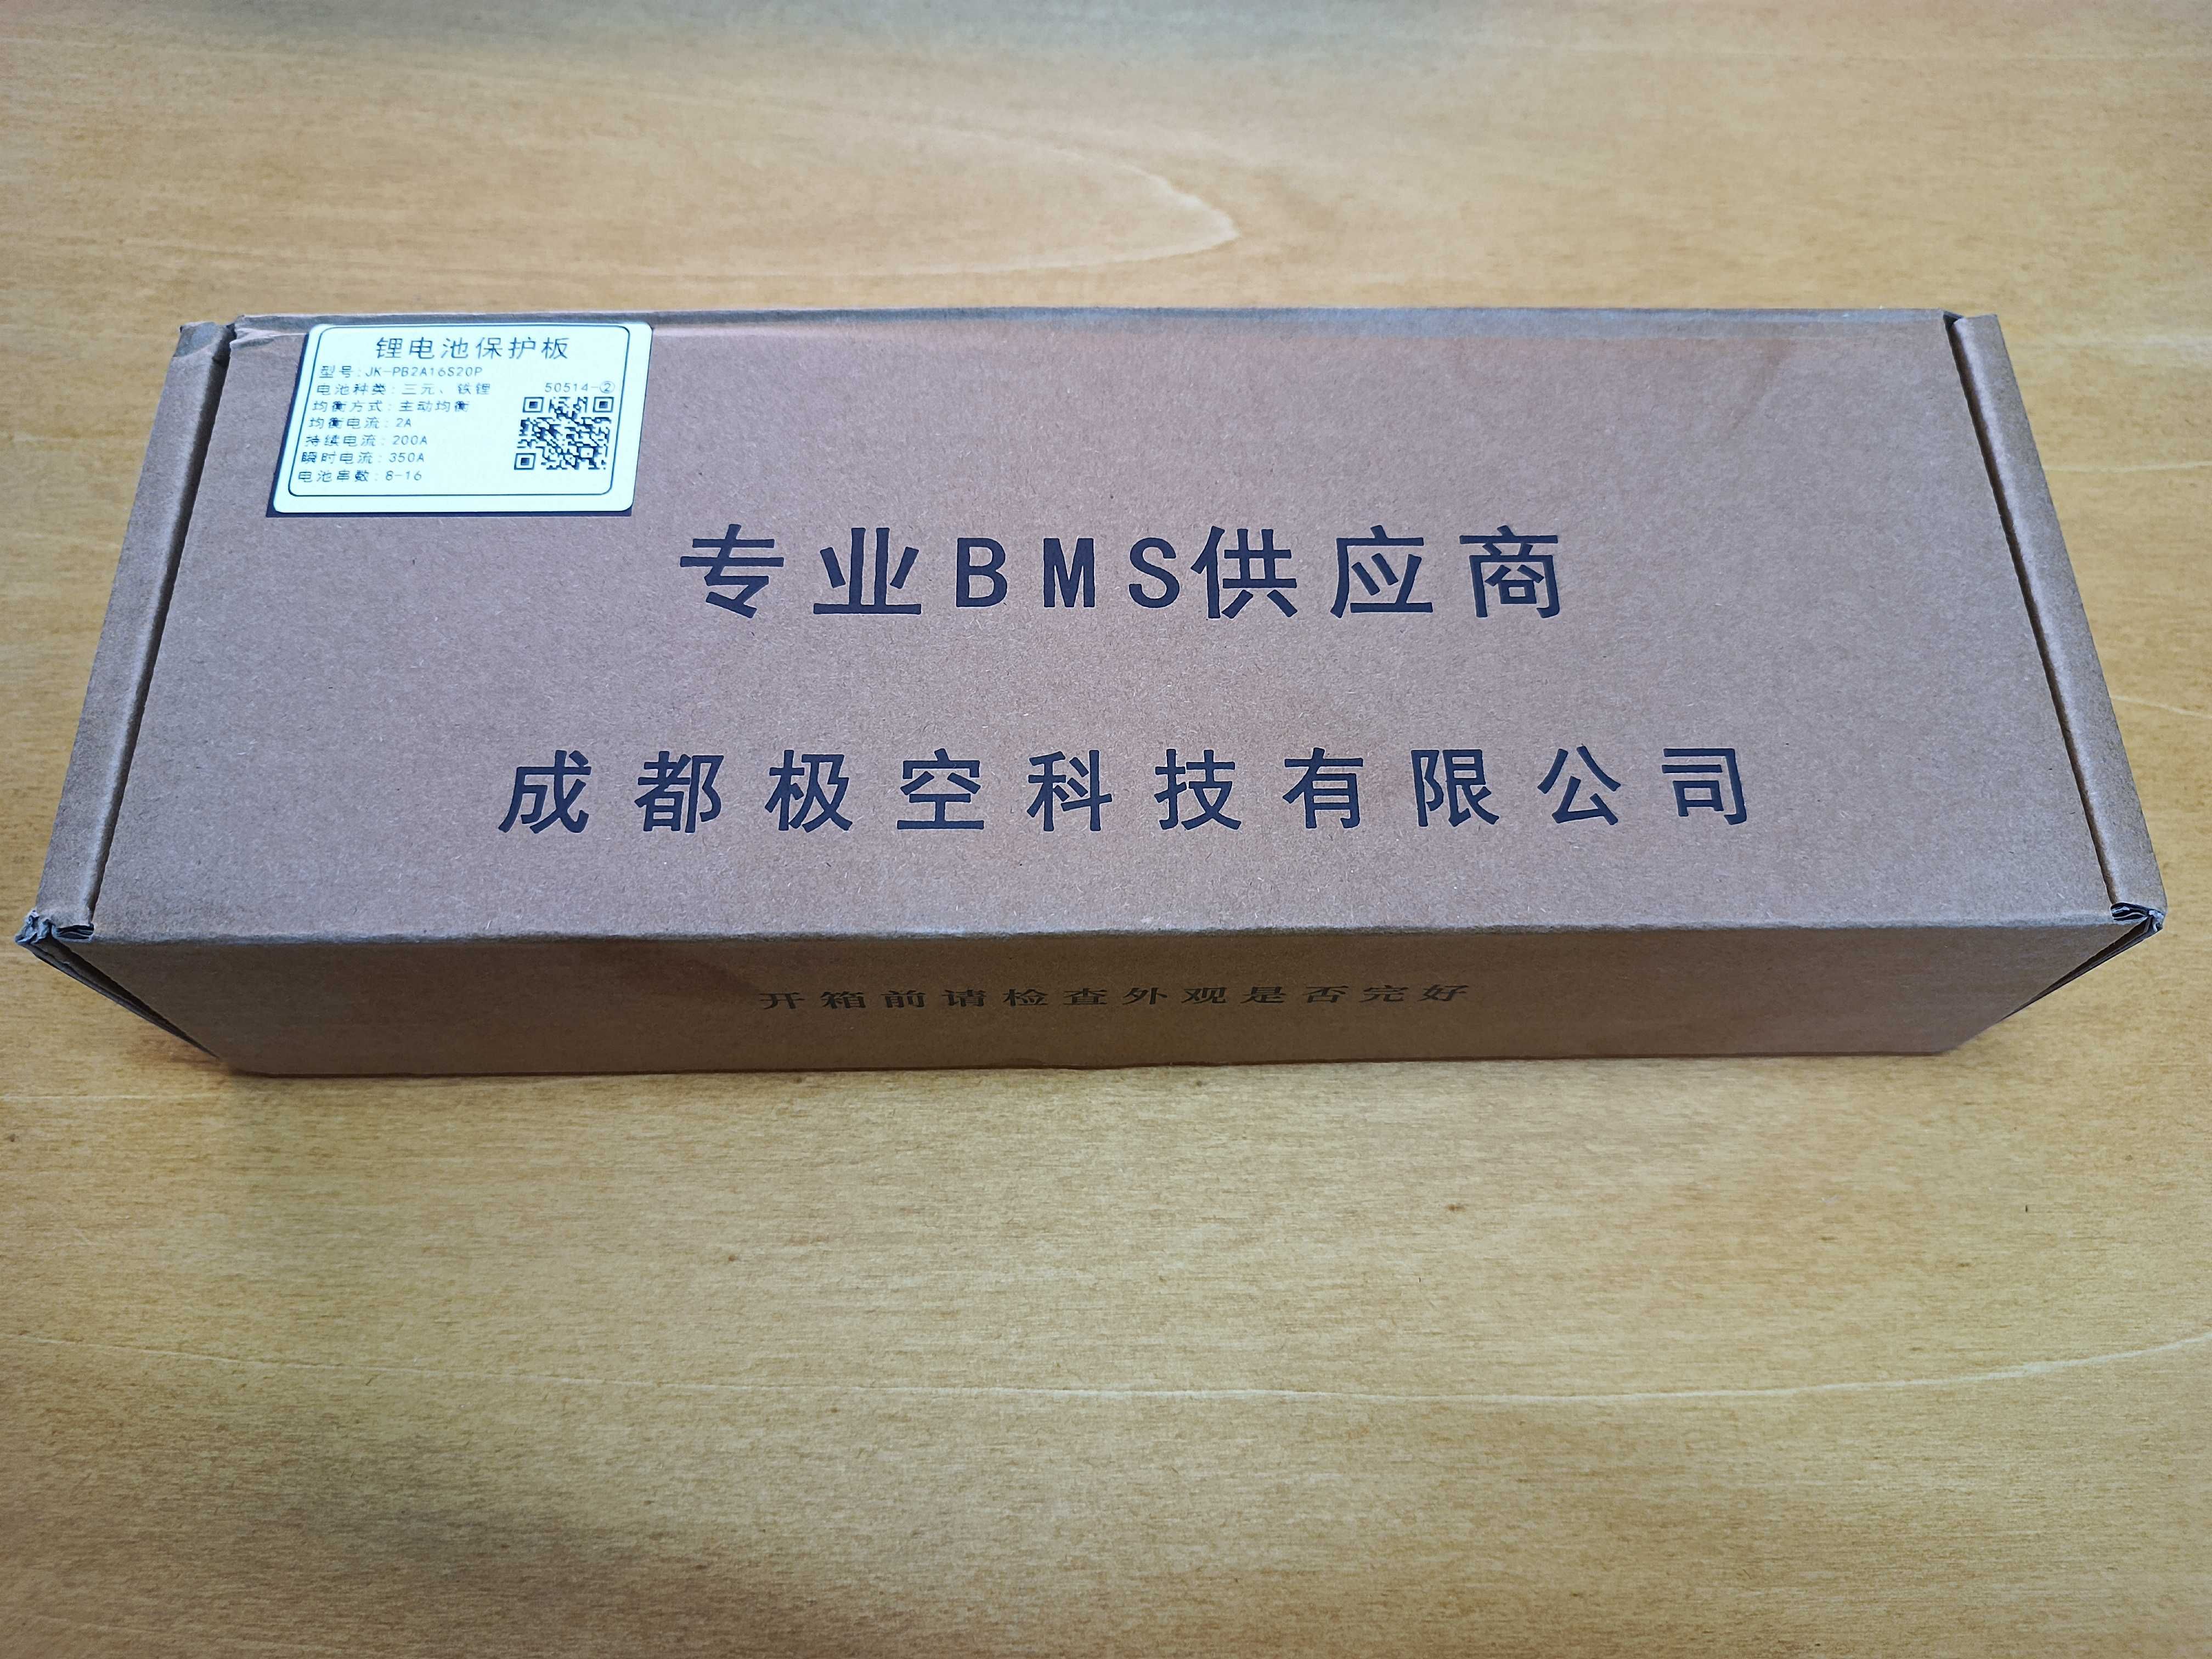 锂电池保护板
型号:JK-PB2A16S20P
电池种类:三元、铁锂
50514-②
均衡方式:主动均衡
均衡电流:2A
持续电流:200A
瞬时电流:350A
电池串数:8-16
专业BMS供应商
成都极空科技有限公司
开箱前请检查外观是否完好